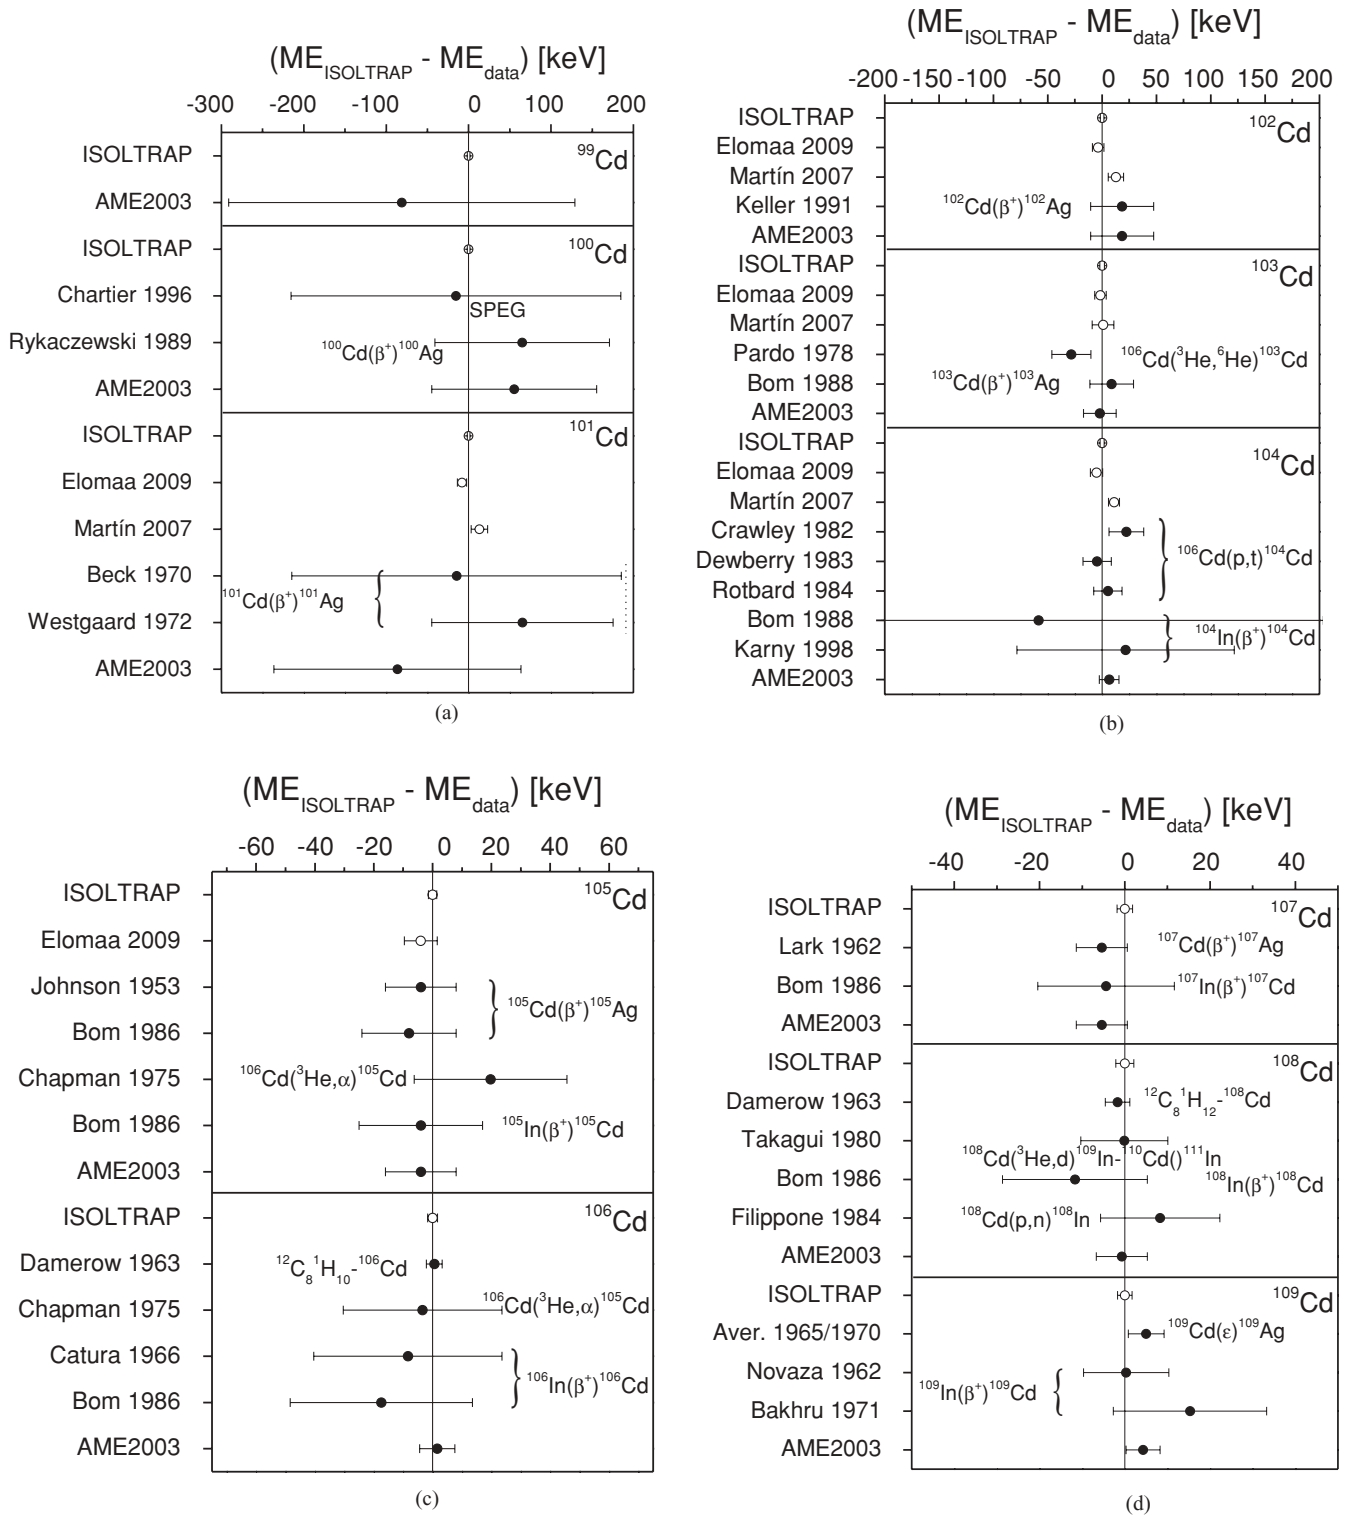 (ME_ISOLTRAP - ME_data) [keV]
-300 -200 -100 0 100 200
ISOLTRAP ⁹⁹Cd
AME2003
ISOLTRAP ¹⁰⁰Cd
Chartier 1996
SPEG
Rykaczewski 1989 ¹⁰⁰Cd(β⁺)¹⁰⁰Ag
AME2003
ISOLTRAP ¹⁰¹Cd
Elomaa 2009
Martín 2007
Beck 1970
¹⁰¹Cd(β⁺)¹⁰¹Ag
Westgaard 1972
AME2003
(a)
(ME_ISOLTRAP - ME_data) [keV]
-200 -150 -100 -50 0 50 100 150 200
ISOLTRAP ¹⁰²Cd
Elomaa 2009
Martín 2007
Keller 1991 ¹⁰²Cd(β⁺)¹⁰²Ag
AME2003
ISOLTRAP ¹⁰³Cd
Elomaa 2009
Martín 2007
Pardo 1978 ¹⁰⁶Cd(³He,⁶He)¹⁰³Cd
Bom 1988 ¹⁰³Cd(β⁺)¹⁰³Ag
AME2003
ISOLTRAP ¹⁰⁴Cd
Elomaa 2009
Martín 2007
Crawley 1982
Dewberry 1983 ¹⁰⁶Cd(p,t)¹⁰⁴Cd
Rotbard 1984
Bom 1988
¹⁰⁴In(β⁺)¹⁰⁴Cd
Karny 1998
AME2003
(b)
(ME_ISOLTRAP - ME_data) [keV]
-60 -40 -20 0 20 40 60
ISOLTRAP ¹⁰⁵Cd
Elomaa 2009
Johnson 1953
¹⁰⁵Cd(β⁺)¹⁰⁵Ag
Bom 1986
Chapman 1975 ¹⁰⁶Cd(³He,α)¹⁰⁵Cd
Bom 1986 ¹⁰⁵In(β⁺)¹⁰⁵Cd
AME2003
ISOLTRAP ¹⁰⁶Cd
Damerow 1963 ¹²C₈¹H₁₀-¹⁰⁶Cd
Chapman 1975 ¹⁰⁶Cd(³He,α)¹⁰⁵Cd
Catura 1966
¹⁰⁶In(β⁺)¹⁰⁶Cd
Bom 1986
AME2003
(c)
(ME_ISOLTRAP - ME_data) [keV]
-40 -20 0 20 40
ISOLTRAP ¹⁰⁷Cd
Lark 1962 ¹⁰⁷Cd(β⁺)¹⁰⁷Ag
Bom 1986 ¹⁰⁷In(β⁺)¹⁰⁷Cd
AME2003
ISOLTRAP ¹⁰⁸Cd
Damerow 1963 ¹²C₈¹H₁₂-¹⁰⁸Cd
Takagui 1980
¹⁰⁸Cd(³He,d)¹⁰⁹In-¹¹⁰Cd()¹¹¹In
Bom 1986 ¹⁰⁸In(β⁺)¹⁰⁸Cd
Filippone 1984 ¹⁰⁸Cd(p,n)¹⁰⁸In
AME2003
ISOLTRAP ¹⁰⁹Cd
Aver. 1965/1970 ¹⁰⁹Cd(ε)¹⁰⁹Ag
Novaza 1962
¹⁰⁹In(β⁺)¹⁰⁹Cd
Bakhru 1971
AME2003
(d)